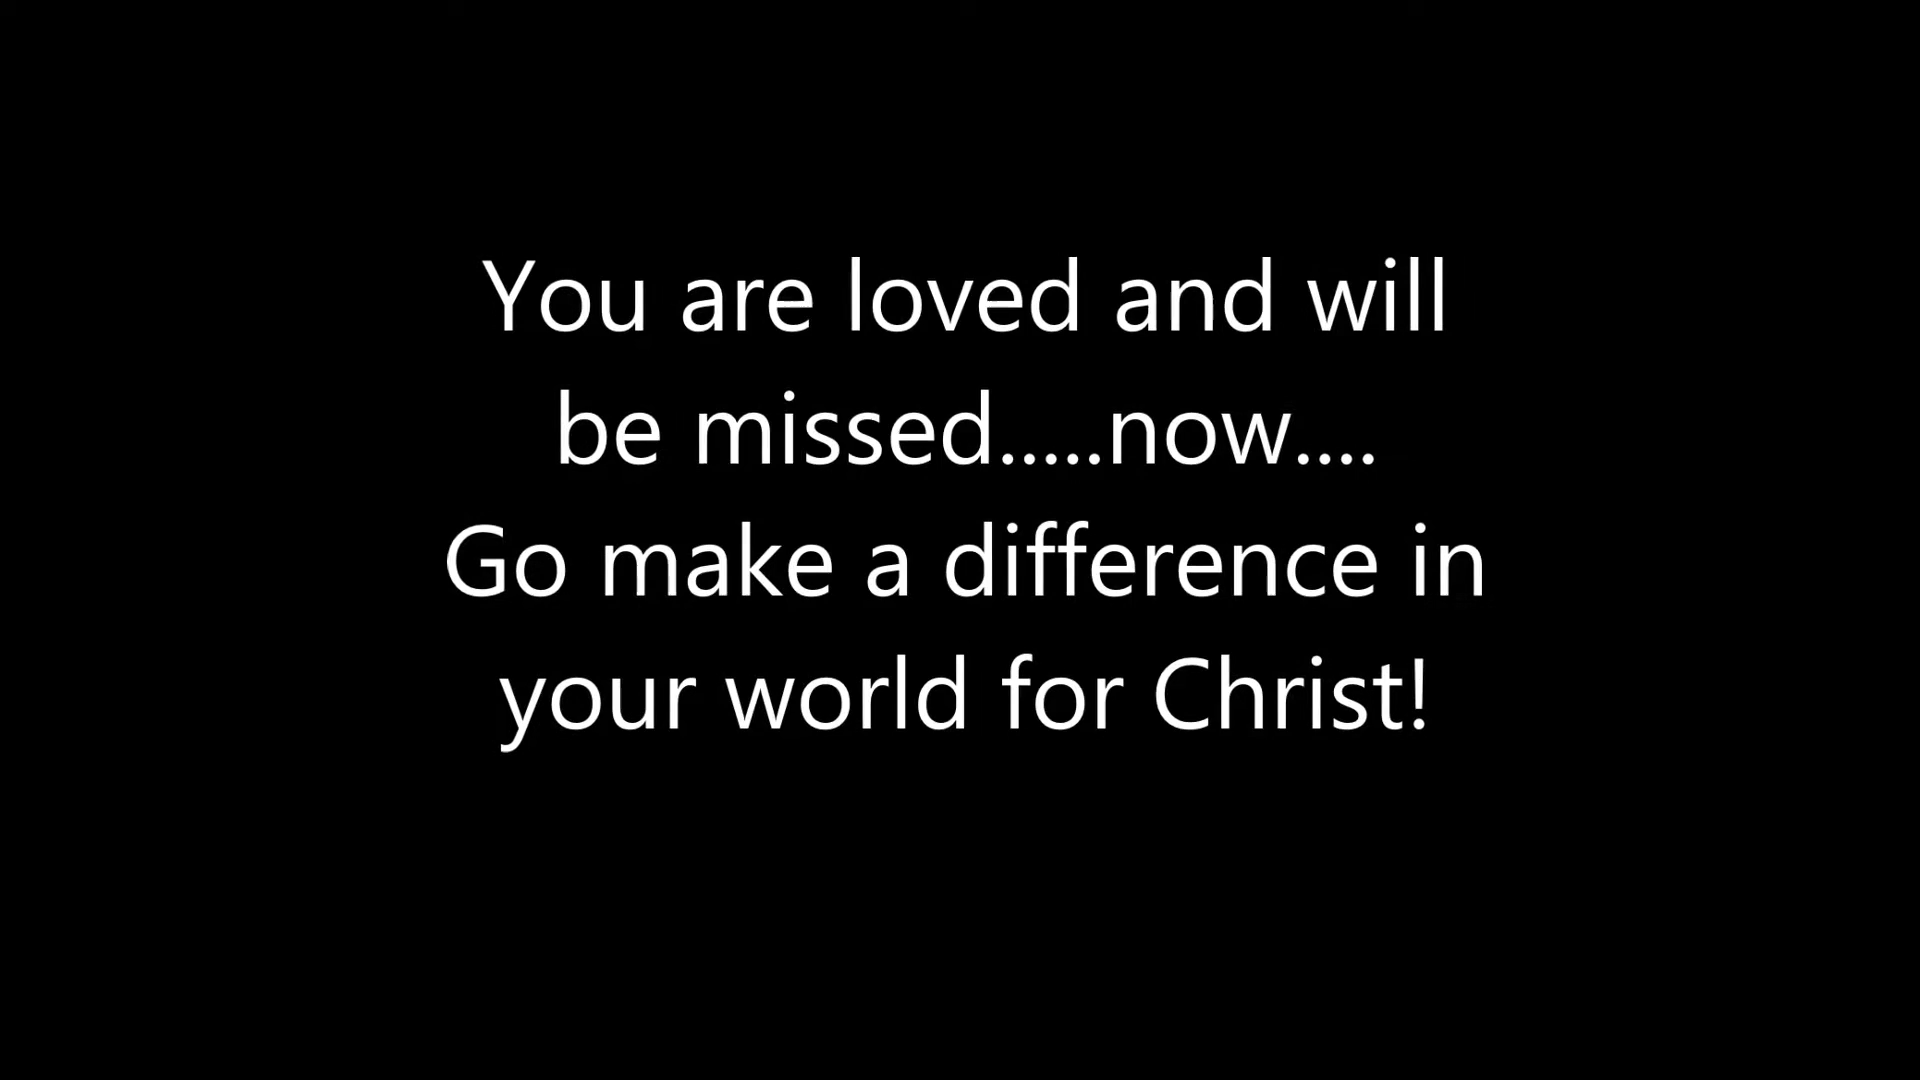 You are loved and will
be missed.....now....
Go make a difference in
your world for Christ!